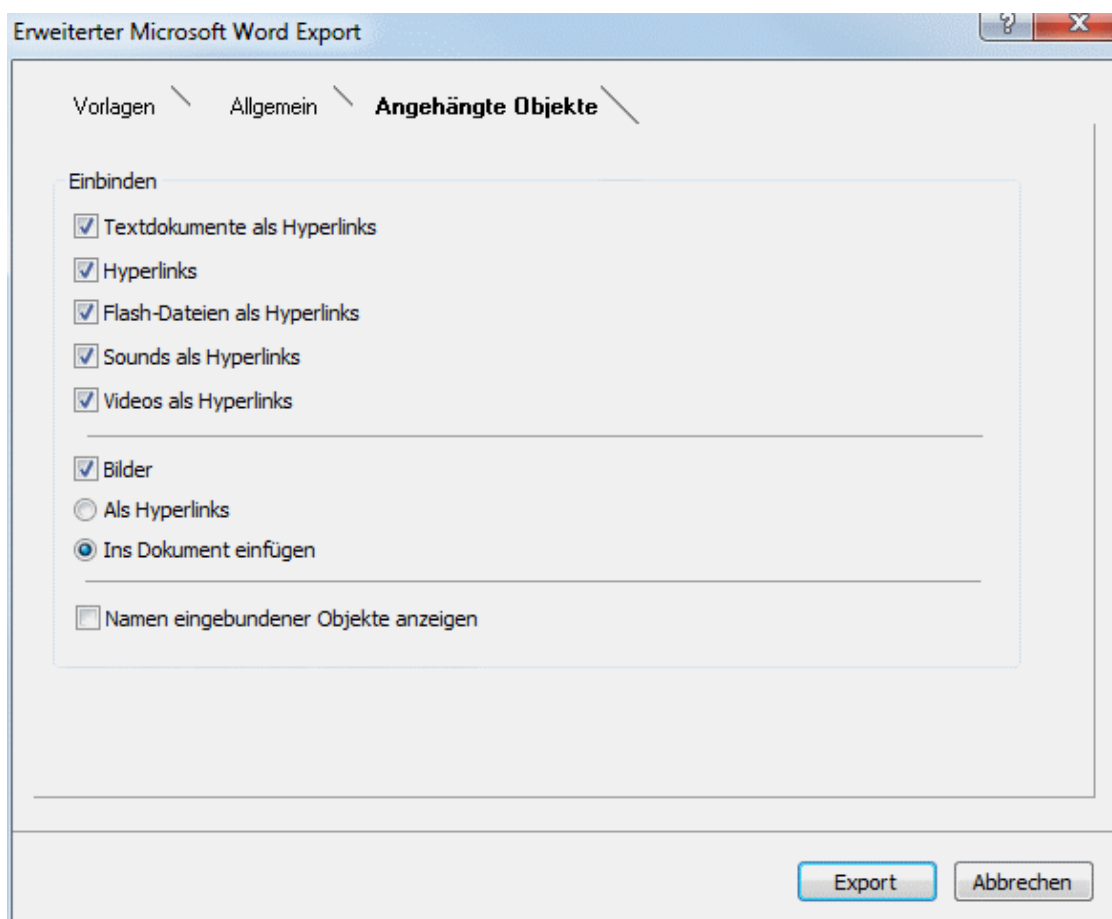 Erweiterter Microsoft Word Export
?
X
Vorlagen Allgemein Angehängte Objekte
Einbinden
Textdokumente als Hyperlinks
Hyperlinks
Flash-Dateien als Hyperlinks
Sounds als Hyperlinks
Videos als Hyperlinks
Bilder
Als Hyperlinks
Ins Dokument einfügen
Namen eingebundener Objekte anzeigen
Export Abbrechen